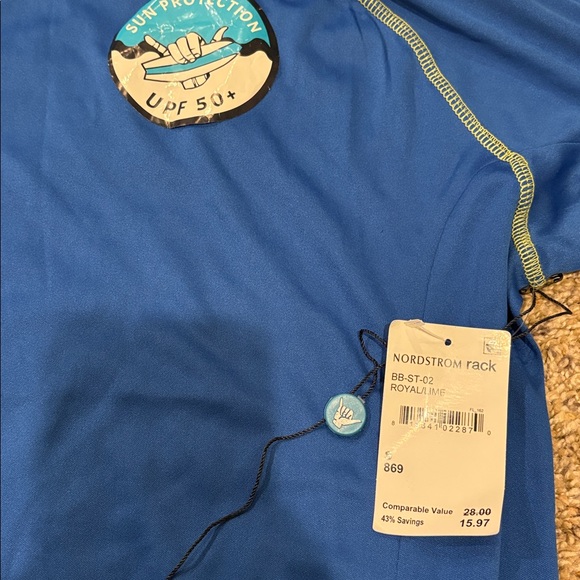 SUN PROTECTION
UPF 50+
NORDSTROM rack
BB-ST-02
ROYAL/LIME
S
869
Comparable Value 28.00
43% Savings 15.97